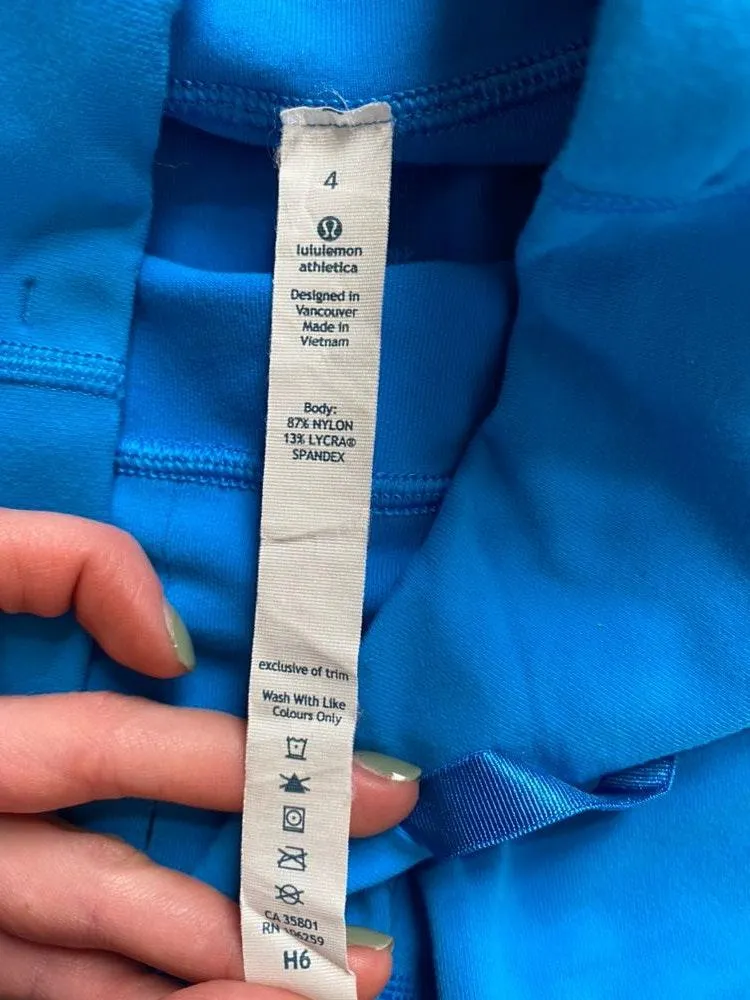 4
lululemon
athletica
Designed in
Vancouver
Made in
Vietnam
Body:
87% NYLON
13% LYCRA®
SPANDEX
exclusive of trim
Wash With Like
Colours Only
CA 35801
RN 106259
H6